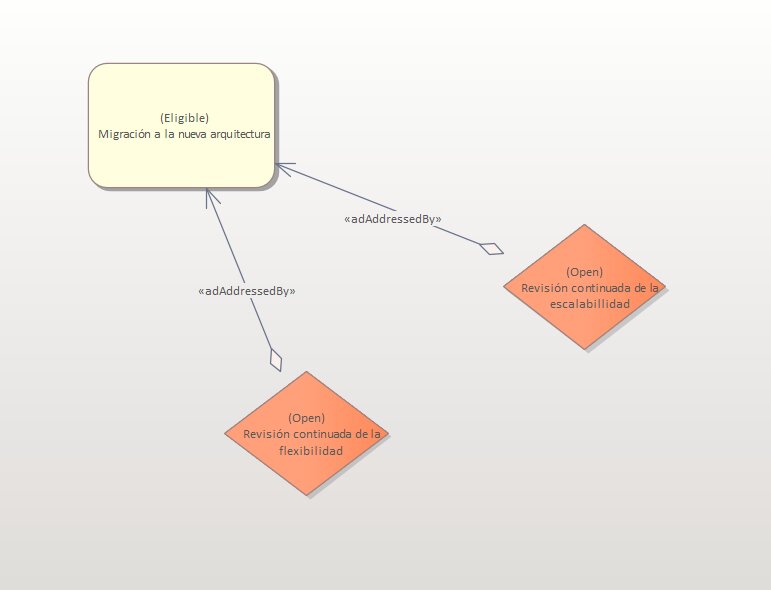 (Eligible)
Migración a la nueva arquitectura
«adAddressedBy»
(Open)
Revisión continuada de la
escalabillidad
«adAddressedBy»
(Open)
Revisión continuada de la
flexibilidad